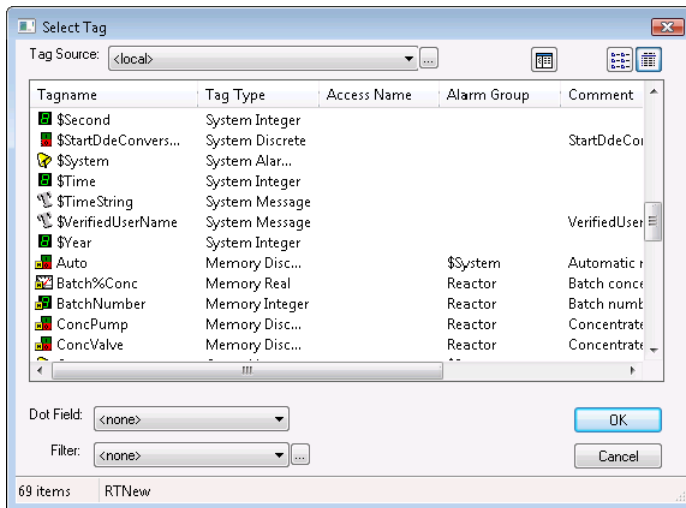 Select Tag
Tag Source: <local> ...
Tagname Tag Type Access Name Alarm Group Comment
$Second System Integer
$StartDdeConvers... System Discrete StartDdeCon
$System System Alar...
$Time System Integer
$TimeString System Message
$VerifiedUserName System Message VerifiedUser
$Year System Integer
Auto Memory Disc... $System Automatic
Batch%Conc Memory Real Reactor Batch conce
BatchNumber Memory Integer Reactor Batch numb
ConcPump Memory Disc... Reactor Concentrate
ConcValve Memory Disc... Reactor Concentrate
Dot Field: <none> OK
Filter: <none> ... Cancel
69 items RTNew